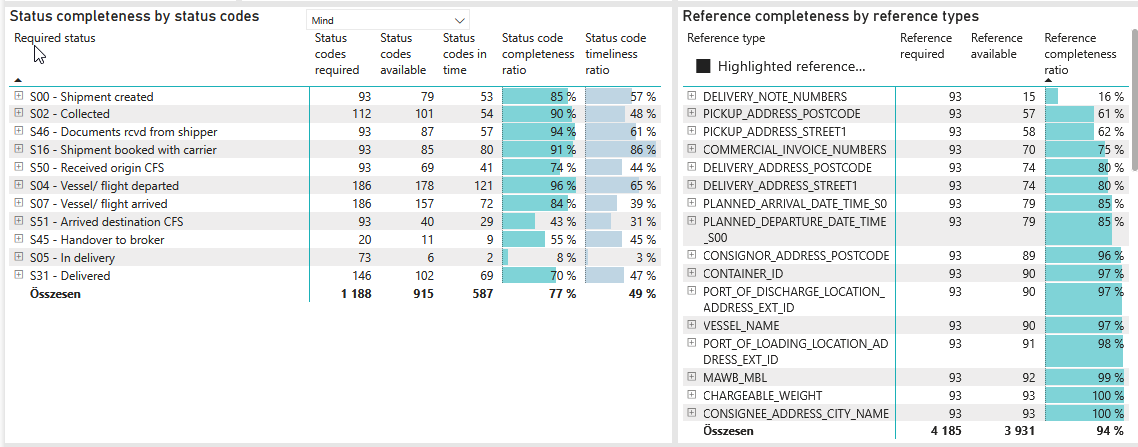 Status completeness by status codes
Mind
Required status
Status codes required
Status codes available
Status codes in time
Status code completeness ratio
Status code timeliness ratio
S00 - Shipment created 93 79 53 85 % 57 %
S02 - Collected 112 101 54 90 % 48 %
S46 - Documents rcvd from shipper 93 87 57 94 % 61 %
S16 - Shipment booked with carrier 93 85 80 91 % 86 %
S50 - Received origin CFS 93 69 41 74 % 44 %
S04 - Vessel/ flight departed 186 178 121 96 % 65 %
S07 - Vessel/ flight arrived 186 157 72 84 % 39 %
S51 - Arrived destination CFS 93 40 29 43 % 31 %
S45 - Handover to broker 20 11 9 55 % 45 %
S05 - In delivery 73 6 2 8 % 3 %
S31 - Delivered 146 102 69 70 % 47 %
Összesen 1 188 915 587 77 % 49 %
Reference completeness by reference types
Reference type
Highlighted reference...
Reference required
Reference available
Reference completeness ratio
DELIVERY_NOTE_NUMBERS 93 15 16 %
PICKUP_ADDRESS_POSTCODE 93 57 61 %
PICKUP_ADDRESS_STREET1 93 58 62 %
COMMERCIAL_INVOICE_NUMBERS 93 70 75 %
DELIVERY_ADDRESS_POSTCODE 93 74 80 %
DELIVERY_ADDRESS_STREET1 93 74 80 %
PLANNED_ARRIVAL_DATE_TIME_S0 93 79 85 %
PLANNED_DEPARTURE_DATE_TIME 93 79 85 %
_S00
CONSIGNOR_ADDRESS_POSTCODE 93 89 96 %
CONTAINER_ID 93 90 97 %
PORT_OF_DISCHARGE_LOCATION_ 93 90 97 %
ADDRESS_EXT_ID
VESSEL_NAME 93 90 97 %
PORT_OF_LOADING_LOCATION_AD 93 91 98 %
DRESS_EXT_ID
MAWB_MBL 93 92 99 %
CHARGEABLE_WEIGHT 93 93 100 %
CONSIGNEE_ADDRESS_CITY_NAME 93 93 100 %
Összesen 4 185 3 931 94 %